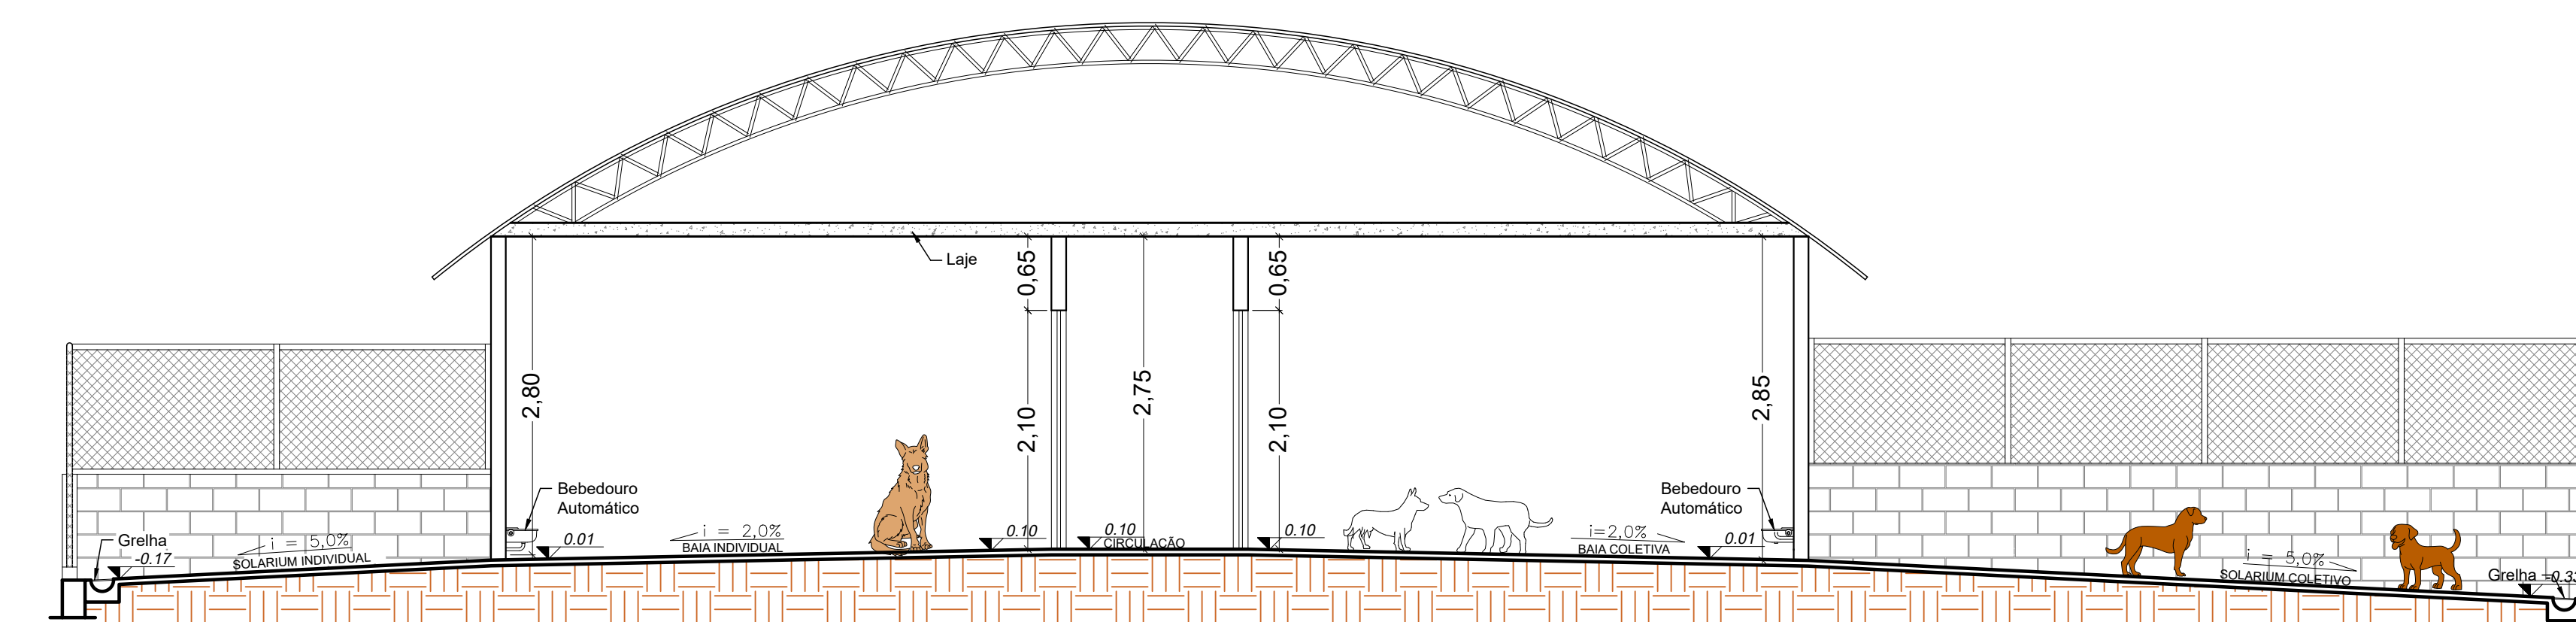 Laje
0,65
0,65
2,80
2,10
2,75
2,10
2,85
Bebedouro
Automático
Bebedouro
Automático
Grelha
-0.17
i = 5,0%
SOLARIUM INDIVIDUAL
0.01
i = 2,0%
BAIA INDIVIDUAL
0.10
0.10
CIRCULAÇÃO
0.10
i=2,0%
BAIA COLETIVA
0.01
i = 5,0%
SOLARIUM COLETIVO
Grelha